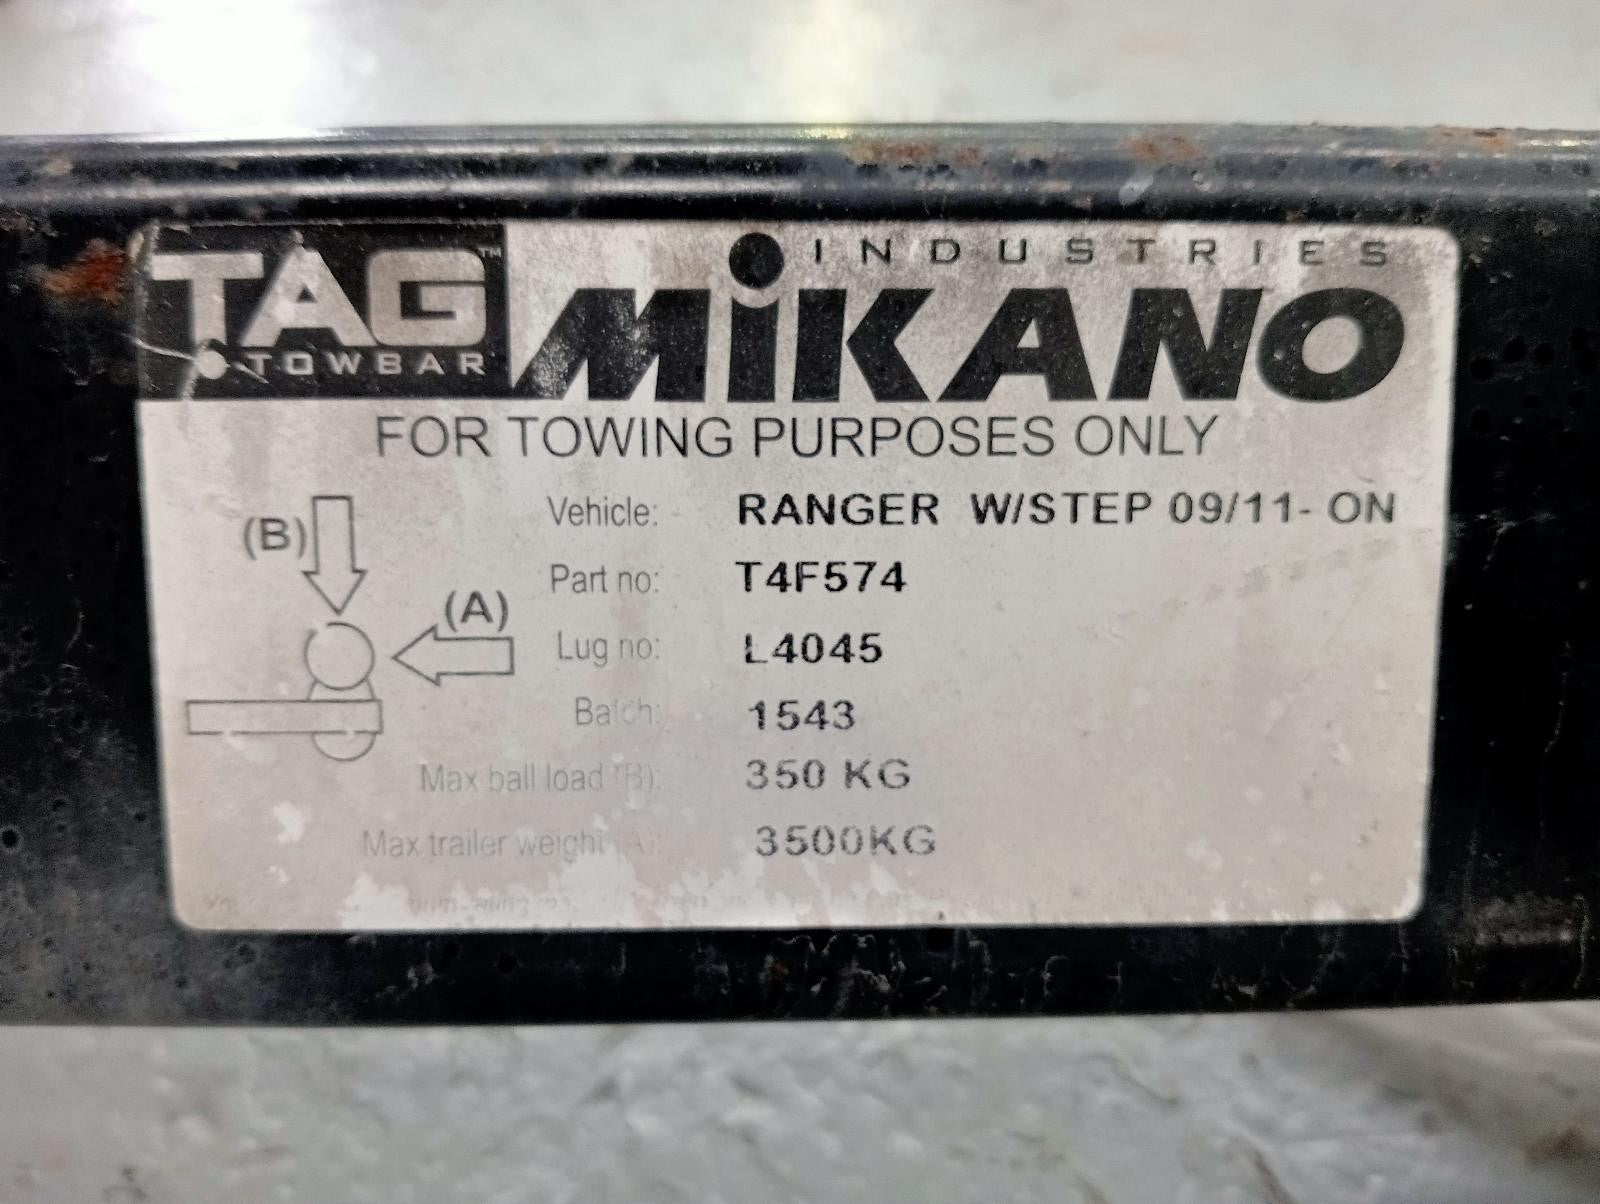 TAG™
TOWBAR
INDUSTRIES
MiKANO
FOR TOWING PURPOSES ONLY
Vehicle: RANGER W/STEP 09/11- ON
(B)
Part no: T4F574
(A)
Lug no: L4045
Batch: 1543
Max ball load (B): 350 KG
Max trailer weight (A): 3500KG